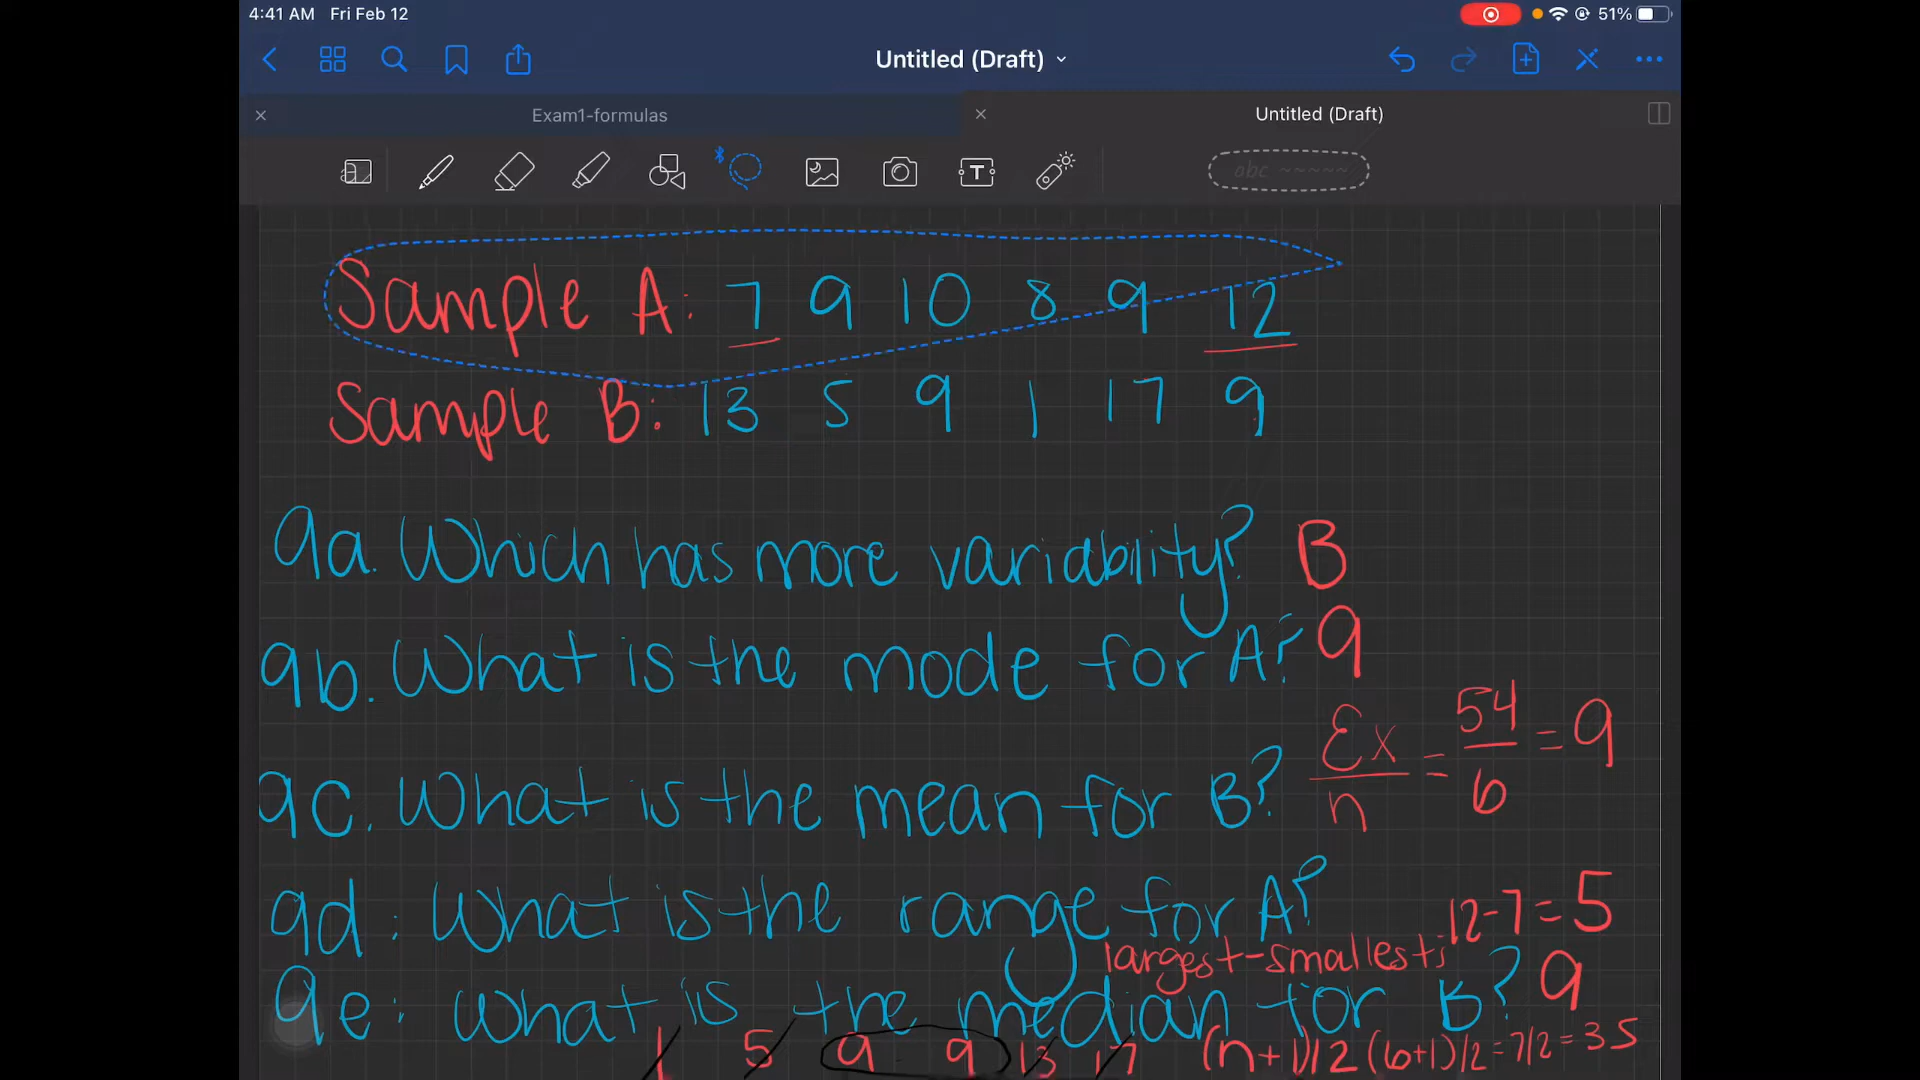 4:41 AM Fri Feb 12 51%
Untitled (Draft)
Exam1-formulas Untitled (Draft)
T abc
Sample A: 7 9 10 8 9 12
Sample B: 13 5 9 1 17 9
9a. Which has more variability? B
9b. What is the mode for A? 9
9c. What is the mean for B? Σx/n = 54/6 = 9
9d: What is the range for A? 12-7=5
largest-smallest
9e: What is the median for B? 9
1 5 9 9 13 17 (n+1)/2 (6+1)/2=7/2=35